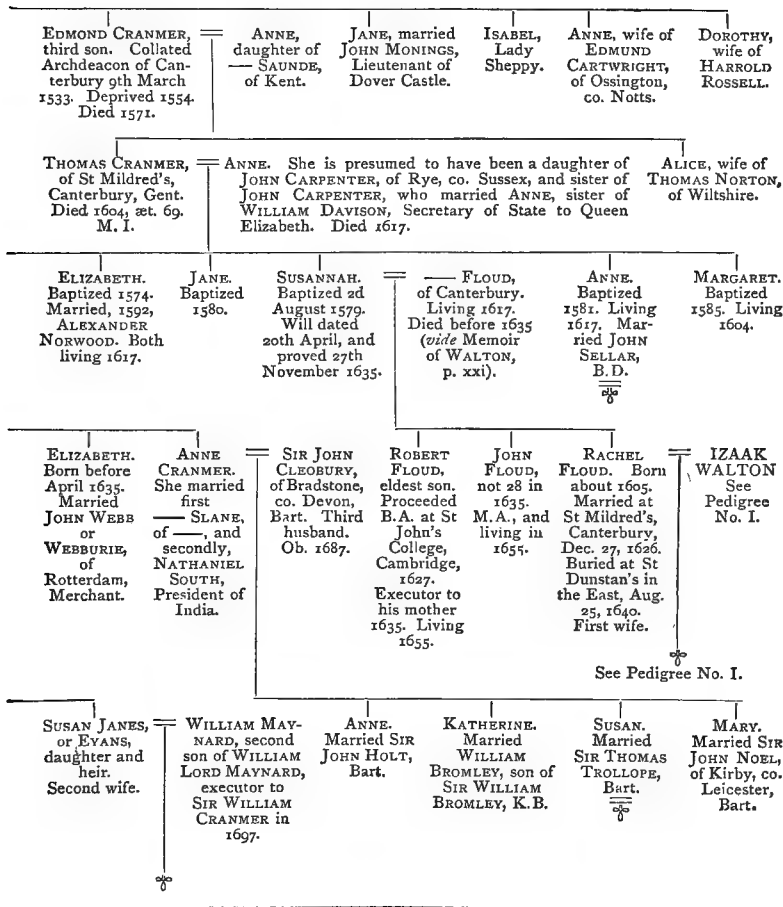 EDMOND CRANMER,
third son. Collated
Archdeacon of Can-
terbury 9th March
1533. Deprived 1554.
Died 1571.
ANNE,
daughter of
— SAUNDE,
of Kent.
JANE, married
JOHN MONINGS,
Lieutenant of
Dover Castle.
ISABEL,
Lady
Sheppy.
ANNE, wife of
EDMUND
CARTWRIGHT,
of Ossington,
co. Notts.
DOROTHY,
wife of
HARROLD
ROSSELL.
THOMAS CRANMER,
of St Mildred's,
Canterbury, Gent.
Died 1604, æt. 69.
M. I.
ANNE. She is presumed to have been a daughter of
JOHN CARPENTER, of Rye, co. Sussex, and sister of
JOHN CARPENTER, who married ANNE, sister of
WILLIAM DAVISON, Secretary of State to Queen
Elizabeth. Died 1617.
ALICE, wife of
THOMAS NORTON,
of Wiltshire.
ELIZABETH.
Baptized 1574.
Married, 1592,
ALEXANDER
NORWOOD. Both
living 1617.
JANE.
Baptized
1580.
SUSANNAH.
Baptized 2d
August 1579.
Will dated
20th April, and
proved 27th
November 1635.
— FLOUD,
of Canterbury.
Living 1617.
Died before 1635
(vide Memoir
of WALTON,
p. xxi).
ANNE.
Baptized
1581. Living
1617. Mar-
ried JOHN
SELLAR,
B.D.
MARGARET.
Baptized
1585. Living
1604.
ELIZABETH.
Born before
April 1635.
Married
JOHN WEBB
or
WEBBURIE,
of
Rotterdam,
Merchant.
ANNE
CRANMER.
She married
first
— SLANE,
of —, and
secondly,
NATHANIEL
SOUTH,
President of
India.
SIR JOHN
CLEOBURY,
of Bradstone,
co. Devon,
Bart. Third
husband.
Ob. 1687.
ROBERT
FLOUD,
eldest son.
Proceeded
B.A. at St
John's
College,
Cambridge,
1627.
Executor to
his mother
1635. Living
1655.
JOHN
FLOUD,
not 28 in
1635.
M.A., and
living in
1655.
RACHEL
FLOUD. Born
about 1605.
Married at
St Mildred's,
Canterbury,
Dec. 27, 1626.
Buried at St
Dunstan's in
the East, Aug.
25, 1640.
First wife.
IZAAK
WALTON
See
Pedigree
No. I.
See Pedigree No. I.
SUSAN JANES,
or EVANS,
daughter and
heir.
Second wife.
WILLIAM MAY-
NARD, second
son of WILLIAM
LORD MAYNARD,
executor to
SIR WILLIAM
CRANMER in
1697.
ANNE.
Married SIR
JOHN HOLT,
Bart.
KATHERINE.
Married
WILLIAM
BROMLEY, son of
SIR WILLIAM
BROMLEY, K.B.
SUSAN.
Married
SIR THOMAS
TROLLOPE,
Bart.
MARY.
Married SIR
JOHN NOEL,
of Kirby, co.
Leicester,
Bart.